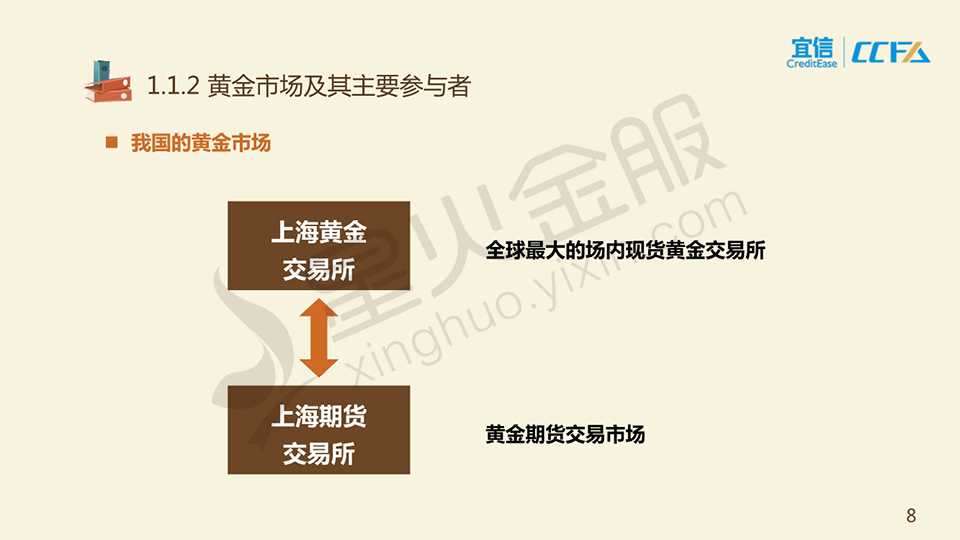 宜信
CreditEase
CCFA
1.1.2 黄金市场及其主要参与者
我国的黄金市场
上海黄金
交易所
全球最大的场内现货黄金交易所
上海期货
交易所
黄金期货交易市场
星火金服
xinghuo.yixin.com
8